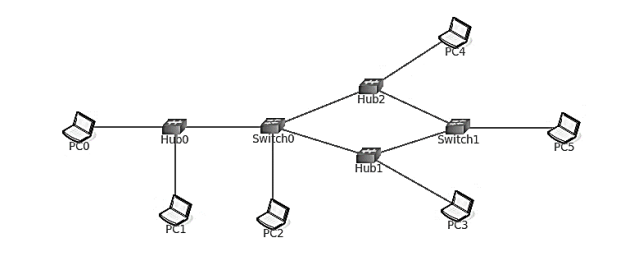 PC4
Hub2
PC0
Hub0
Switch0
Switch1
PC5
Hub1
PC1
PC2
PC3